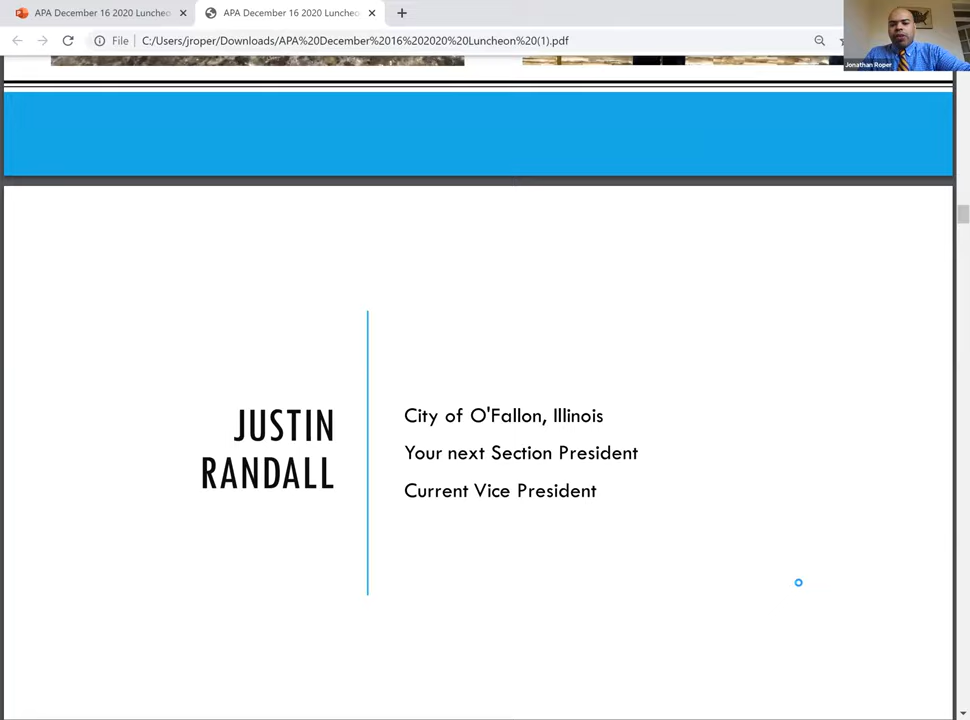 APA December 16 2020 Lunche
APA December 16 2020 Luncheo
File
C:/Users/jroper/Downloads/APA%20December%2016%202020%20Luncheon%20(1).pdf
Jonathan Roper
JUSTIN
RANDALL
City of O'Fallon, Illinois
Your next Section President
Current Vice President